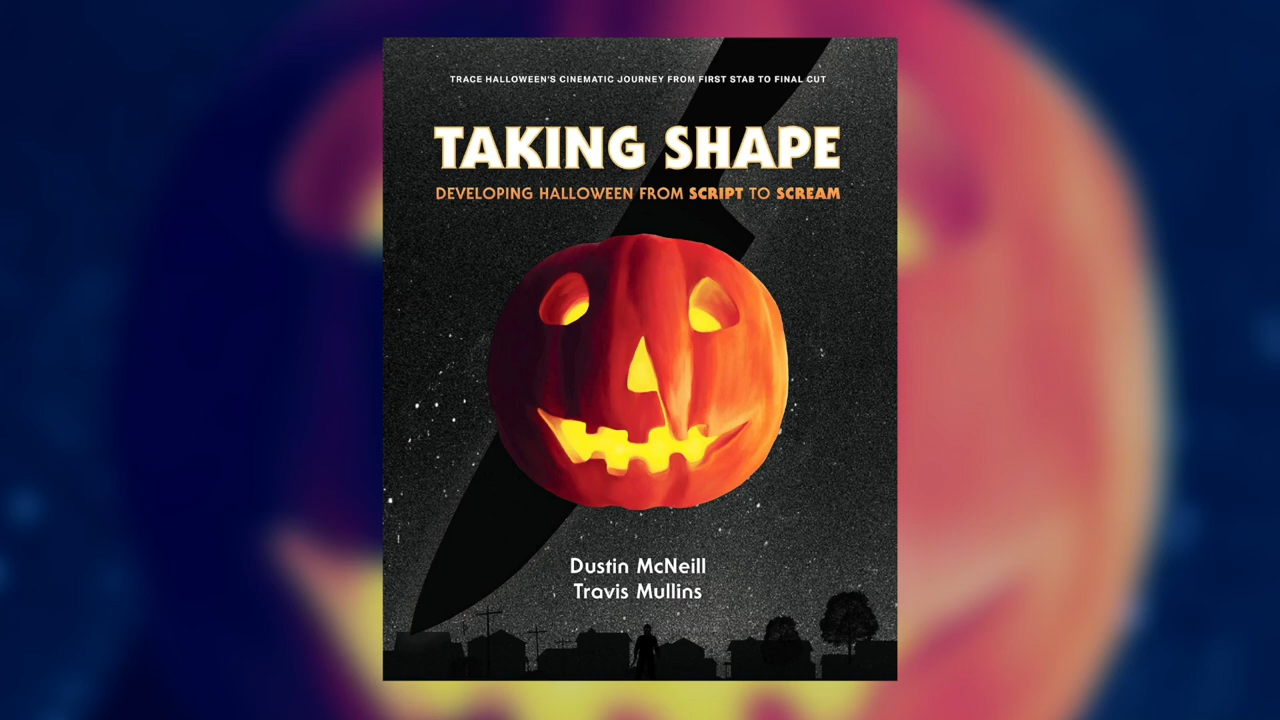 TRACE HALLOWEEN'S CINEMATIC JOURNEY FROM FIRST STAB TO FINAL CUT
TAKING SHAPE
DEVELOPING HALLOWEEN FROM SCRIPT TO SCREAM
Dustin McNeill
Travis Mullins